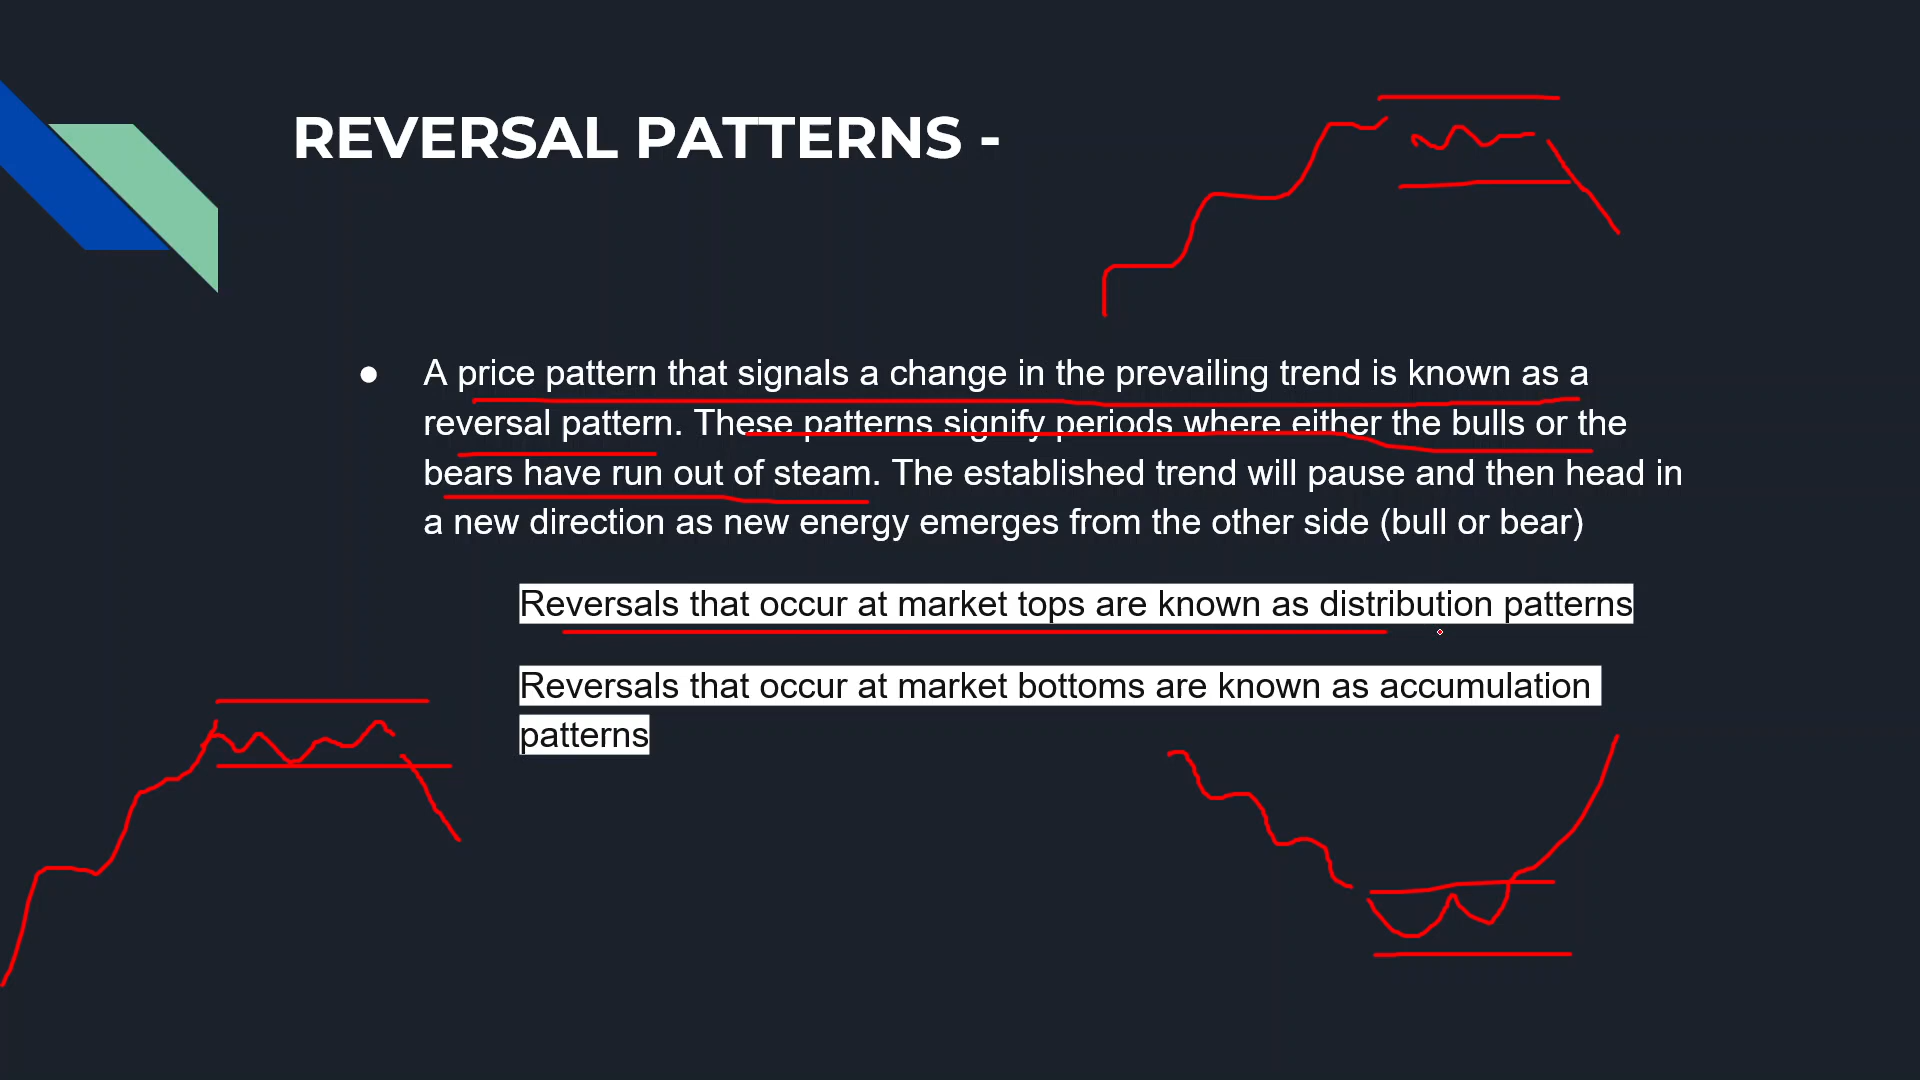 REVERSAL PATTERNS -
● A price pattern that signals a change in the prevailing trend is known as a
reversal pattern. These patterns signify periods where either the bulls or the
bears have run out of steam. The established trend will pause and then head in
a new direction as new energy emerges from the other side (bull or bear)
Reversals that occur at market tops are known as distribution patterns
Reversals that occur at market bottoms are known as accumulation
patterns